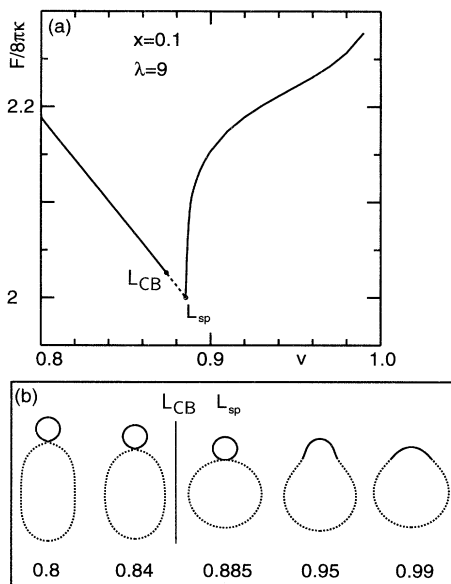 (a)
x=0.1
λ=9
F/8πκ
2.2
2
L_CB
L_sp
0.8
0.9
v
1.0
(b)
L_CB L_sp
0.8 0.84 0.885 0.95 0.99